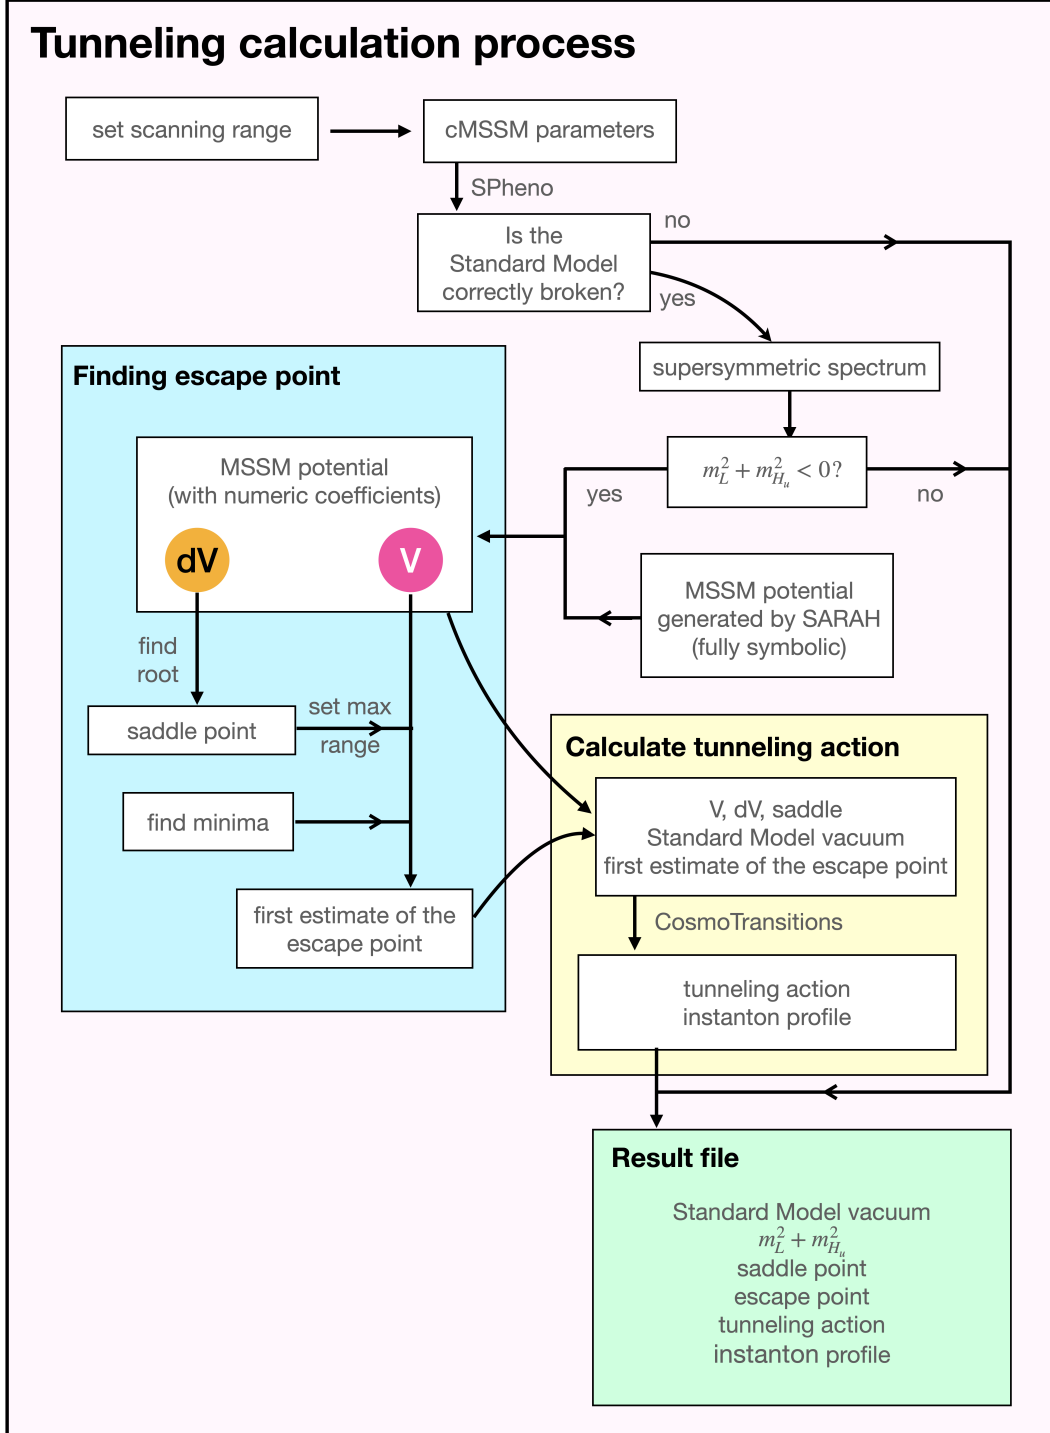 Tunneling calculation process
set scanning range
cMSSM parameters
SPheno
Is the
Standard Model
correctly broken?
no
yes
supersymmetric spectrum
m_L^2 + m_{H_u}^2 < 0?
yes
no
MSSM potential
generated by SARAH
(fully symbolic)
Finding escape point
MSSM potential
(with numeric coefficients)
dV
V
find
root
saddle point
set max
range
find minima
first estimate of the
escape point
Calculate tunneling action
V, dV, saddle
Standard Model vacuum
first estimate of the escape point
CosmoTransitions
tunneling action
instanton profile
Result file
Standard Model vacuum
m_L^2 + m_{H_u}^2
saddle point
escape point
tunneling action
instanton profile